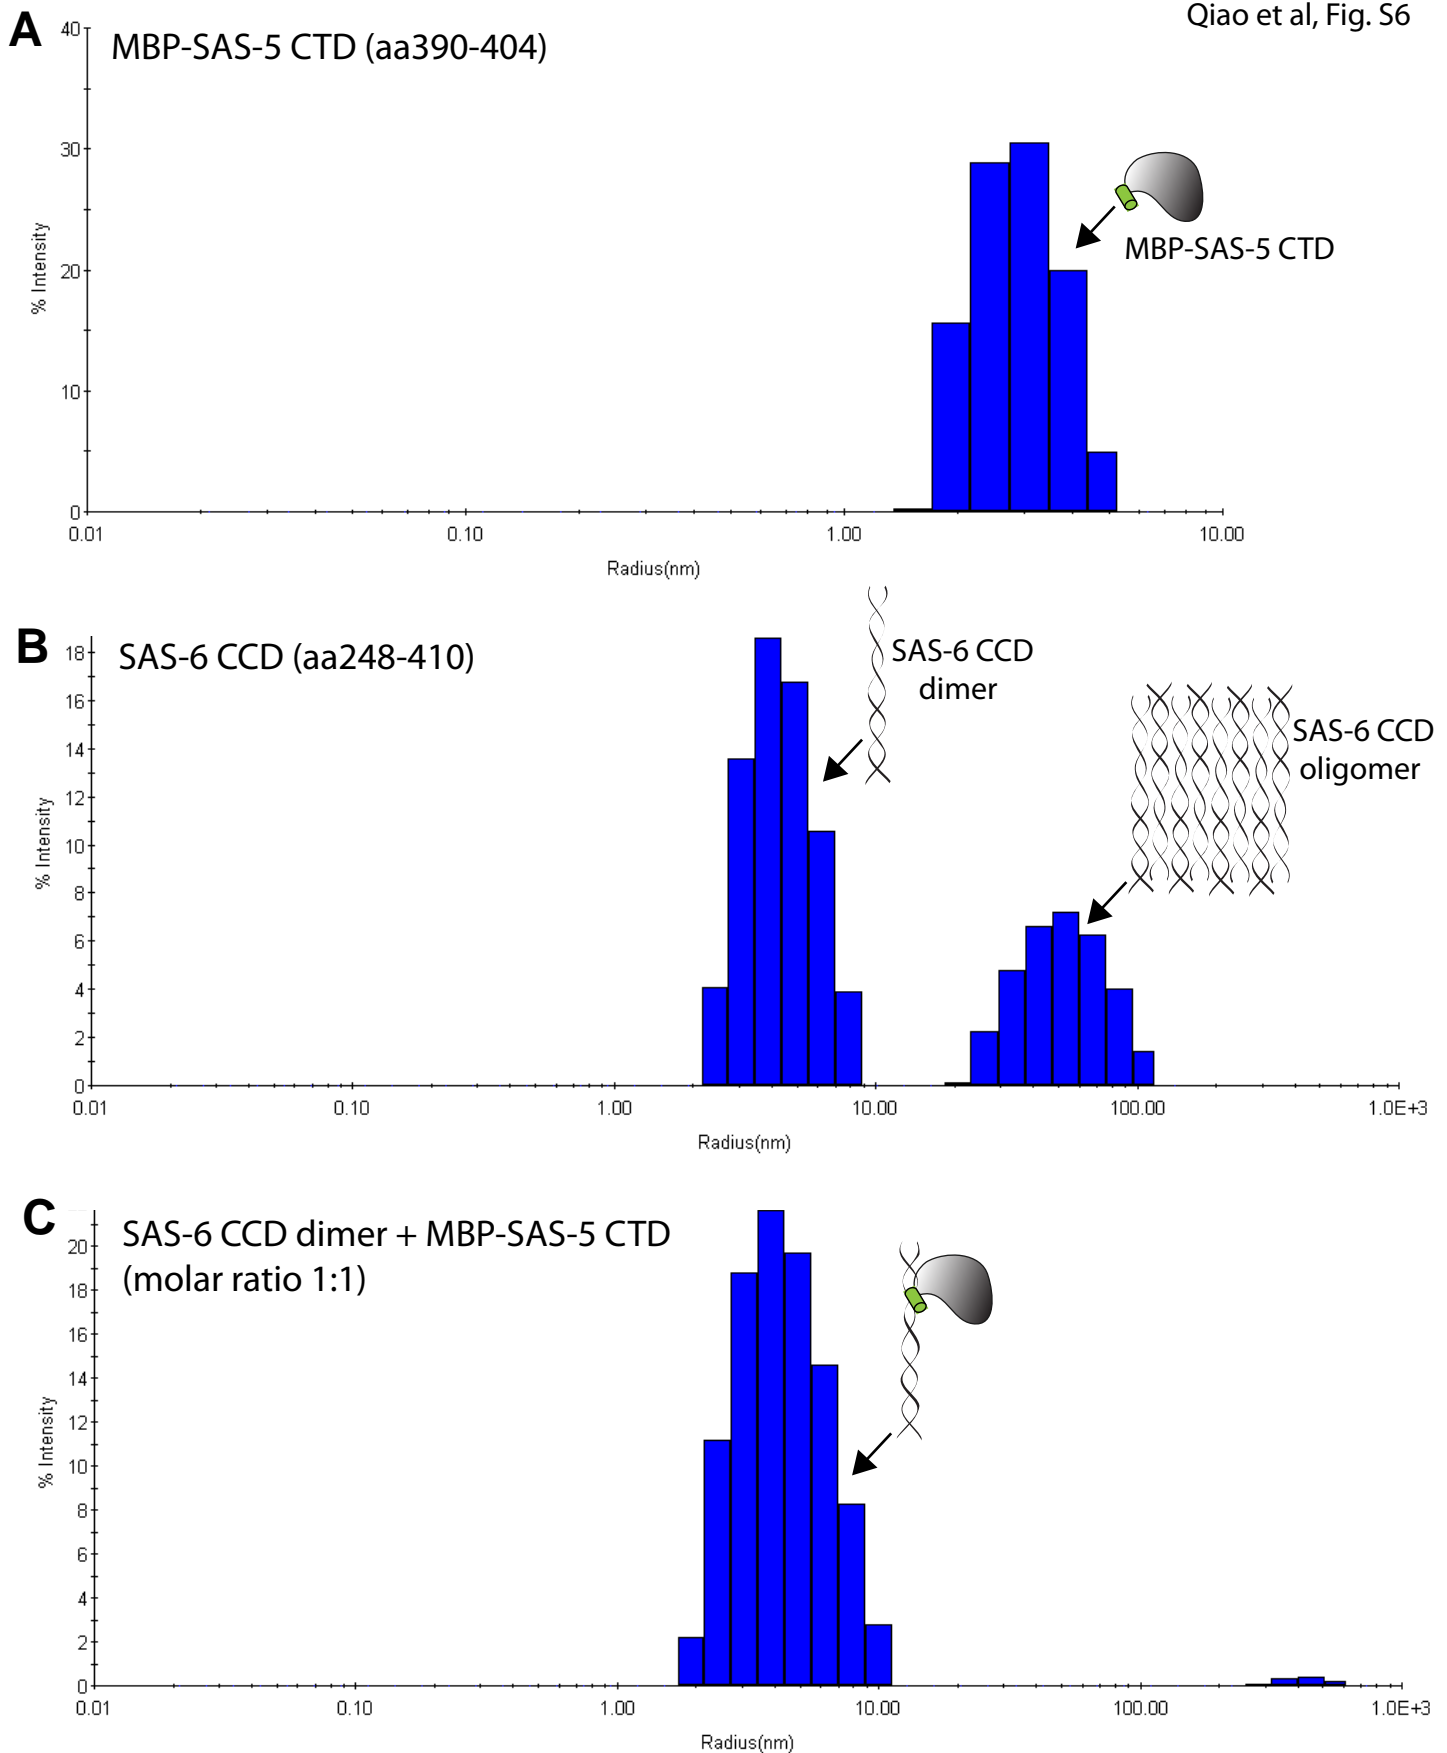 Qiao et al, Fig. S6
A
MBP-SAS-5 CTD (aa390-404)
40
30
20
10
0
% Intensity
MBP-SAS-5 CTD
0.01 0.10 1.00 10.00
Radius(nm)
B
SAS-6 CCD (aa248-410)
18
16
14
12
10
8
6
4
2
0
% Intensity
SAS-6 CCD
dimer
SAS-6 CCD
oligomer
0.01 0.10 1.00 10.00 100.00 1.0E+3
Radius(nm)
C
SAS-6 CCD dimer + MBP-SAS-5 CTD
(molar ratio 1:1)
20
18
16
14
12
10
8
6
4
2
0
% Intensity
0.01 0.10 1.00 10.00 100.00 1.0E+3
Radius(nm)